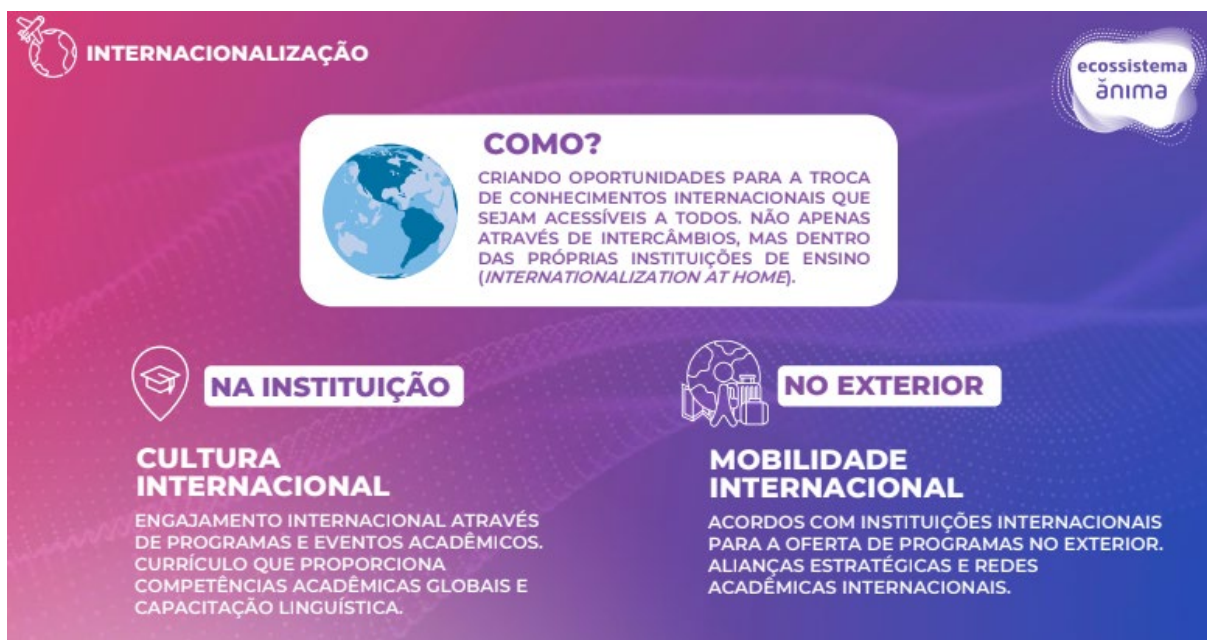 INTERNACIONALIZAÇÃO
ecossistema
ănıma
COMO?
CRIANDO OPORTUNIDADES PARA A TROCA
DE CONHECIMENTOS INTERNACIONAIS QUE
SEJAM ACESSÍVEIS A TODOS. NÃO APENAS
ATRAVÉS DE INTERCÂMBIOS, MAS DENTRO
DAS PRÓPRIAS INSTITUIÇÕES DE ENSINO
(INTERNATIONALIZATION AT HOME).
NA INSTITUIÇÃO
CULTURA
INTERNACIONAL
ENGAJAMENTO INTERNACIONAL ATRAVÉS
DE PROGRAMAS E EVENTOS ACADÊMICOS.
CURRÍCULO QUE PROPORCIONA
COMPETÊNCIAS ACADÊMICAS GLOBAIS E
CAPACITAÇÃO LINGUÍSTICA.
NO EXTERIOR
MOBILIDADE
INTERNACIONAL
ACORDOS COM INSTITUIÇÕES INTERNACIONAIS
PARA A OFERTA DE PROGRAMAS NO EXTERIOR.
ALIANÇAS ESTRATÉGICAS E REDES
ACADÊMICAS INTERNACIONAIS.